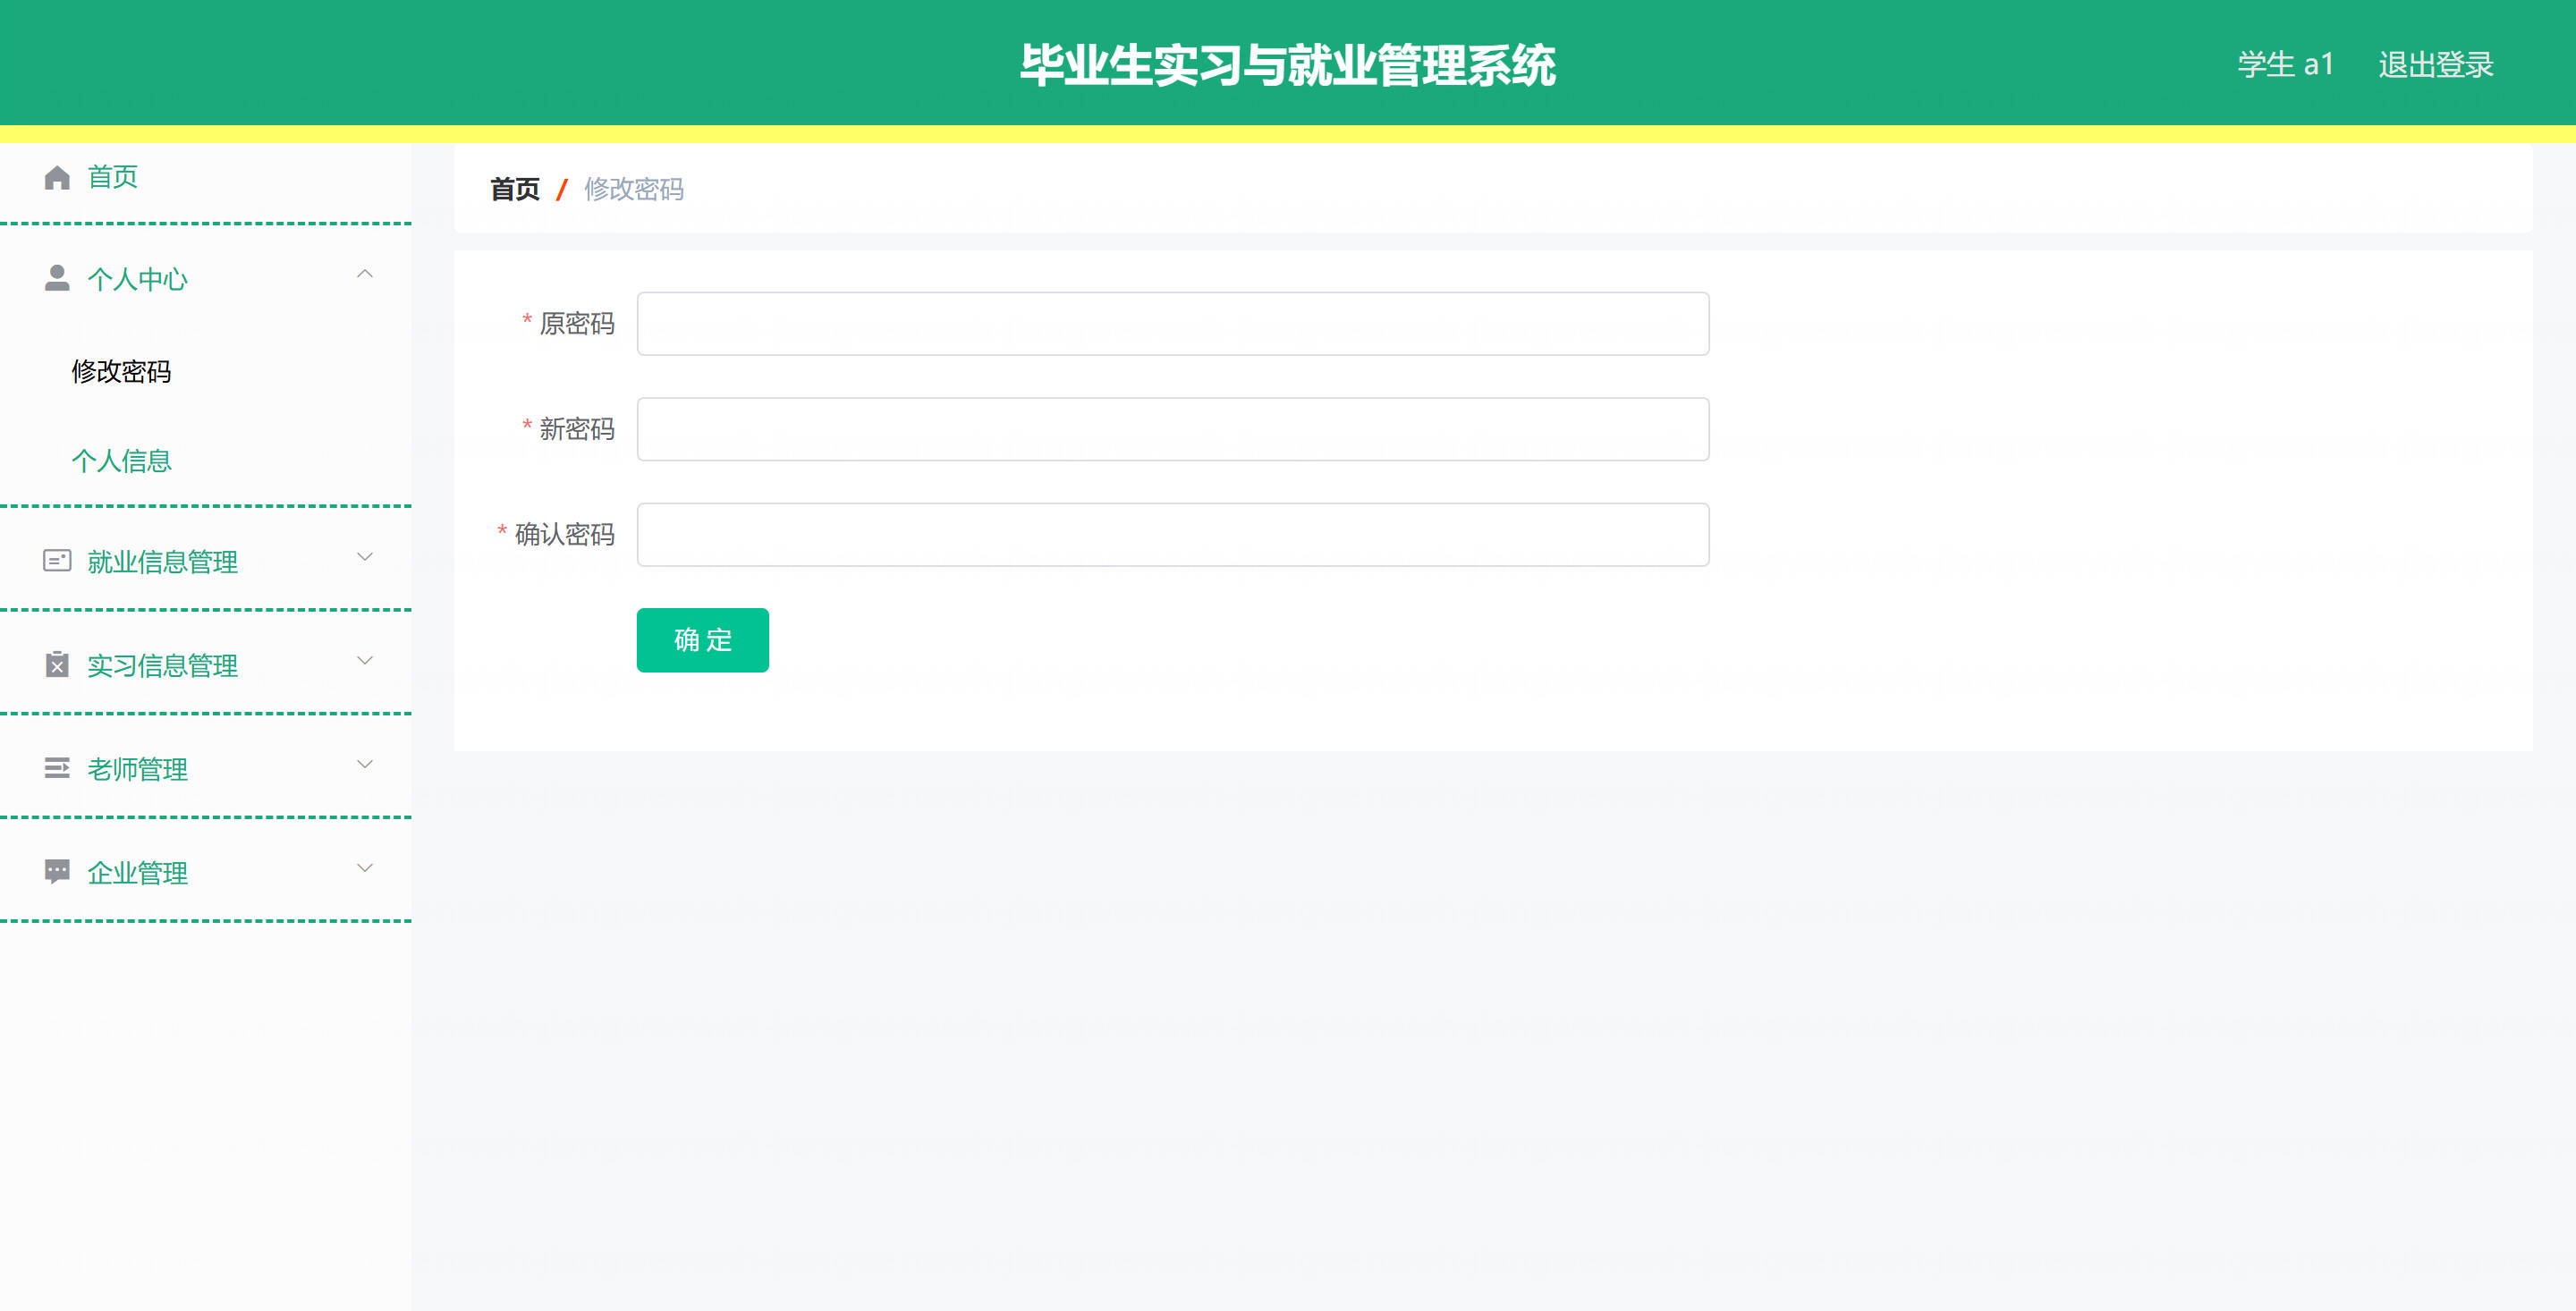 毕业生实习与就业管理系统
学生 a1 退出登录
首页
个人中心
修改密码
个人信息
就业信息管理
实习信息管理
老师管理
企业管理
首页 / 修改密码
* 原密码
* 新密码
* 确认密码
确 定